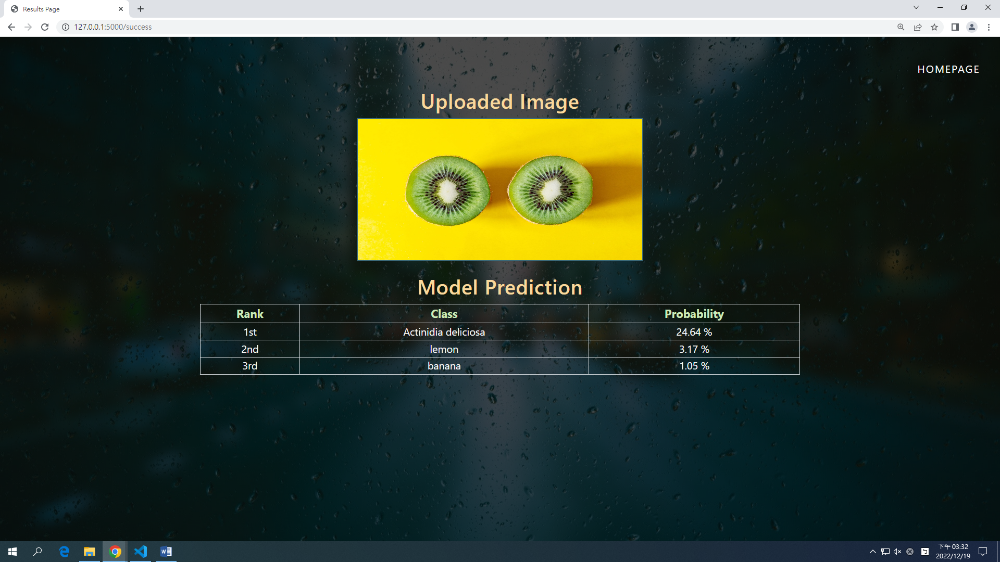 Results Page
127.0.0.1:5000/success
HOMEPAGE
Uploaded Image
Model Prediction
Rank Class Probability
1st Actinidia deliciosa 24.64 %
2nd lemon 3.17 %
3rd banana 1.05 %
下午 03:32
2022/12/19